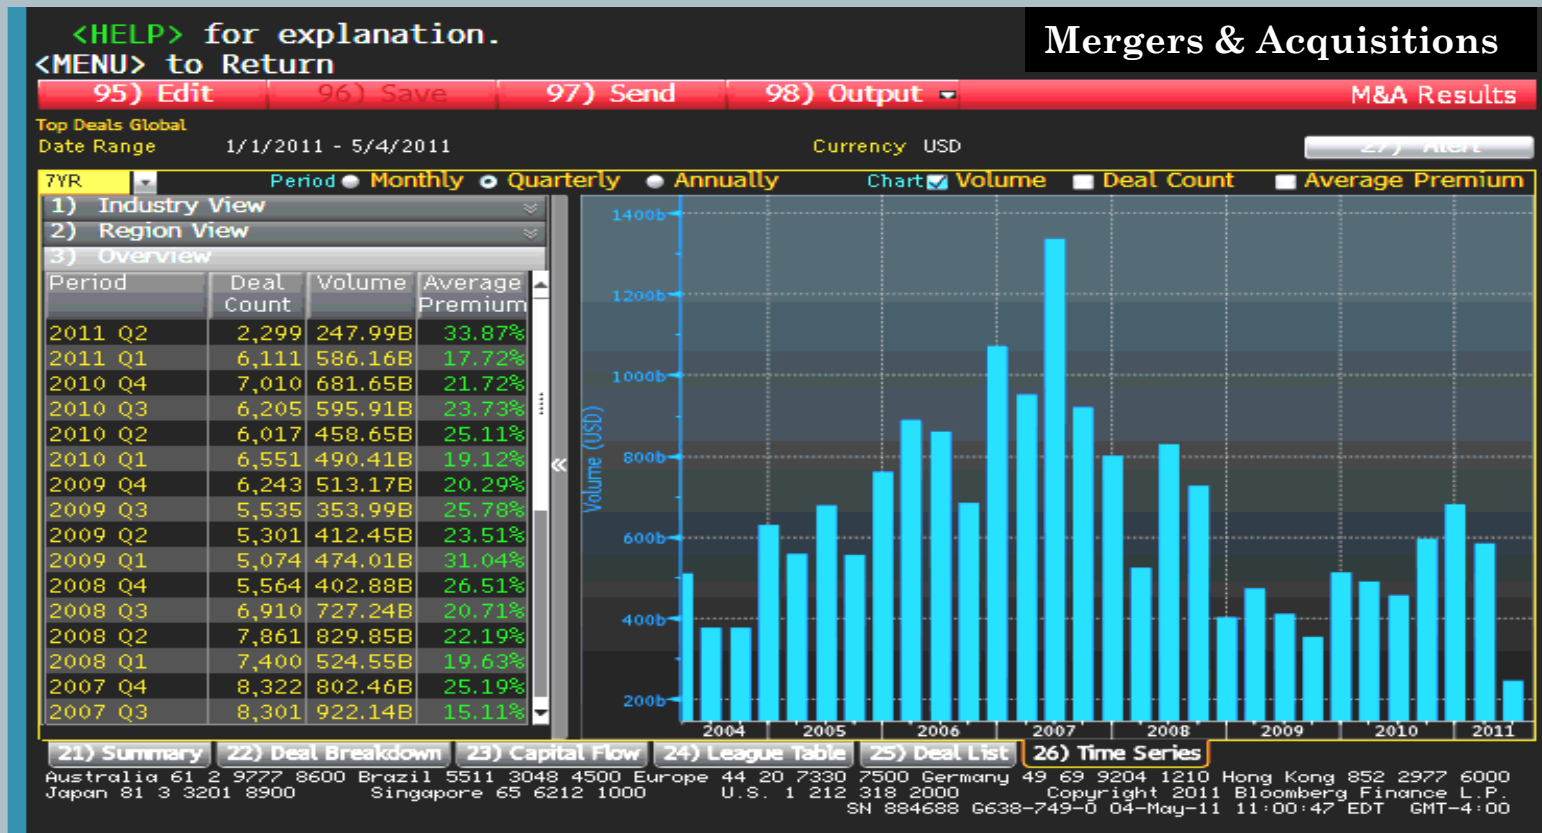 <HELP> for explanation.
Mergers & Acquisitions
<MENU> to Return
95) Edit 96) Save 97) Send 98) Output M&A Results
Top Deals Global
Date Range 1/1/2011 - 5/4/2011 Currency USD 27) Alert
7YR Period Monthly Quarterly Annually Chart Volume Deal Count Average Premium
1) Industry View
2) Region View
3) Overview
Period Deal Count Volume Average Premium
2011 Q2 2,299 247.99B 33.87%
2011 Q1 6,111 586.16B 17.72%
2010 Q4 7,010 681.65B 21.72%
2010 Q3 6,205 595.91B 23.73%
2010 Q2 6,017 458.65B 25.11%
2010 Q1 6,551 490.41B 19.12%
2009 Q4 6,243 513.17B 20.29%
2009 Q3 5,535 353.99B 25.78%
2009 Q2 5,301 412.45B 23.51%
2009 Q1 5,074 474.01B 31.04%
2008 Q4 5,564 402.88B 26.51%
2008 Q3 6,910 727.24B 20.71%
2008 Q2 7,861 829.85B 22.19%
2008 Q1 7,400 524.55B 19.63%
2007 Q4 8,322 802.46B 25.19%
2007 Q3 8,301 922.14B 15.11%
«
Volume (USD)
1400b
1200b
1000b
800b
600b
400b
200b
2004 2005 2006 2007 2008 2009 2010 2011
21) Summary 22) Deal Breakdown 23) Capital Flow 24) League Table 25) Deal List 26) Time Series
Australia 61 2 9777 8600 Brazil 5511 3048 4500 Europe 44 20 7330 7500 Germany 49 69 9204 1210 Hong Kong 852 2977 6000
Japan 81 3 3201 8900 Singapore 65 6212 1000 U.S. 1 212 318 2000 Copyright 2011 Bloomberg Finance L.P.
SN 884688 G638-749-0 04-May-11 11:00:47 EDT GMT-4:00